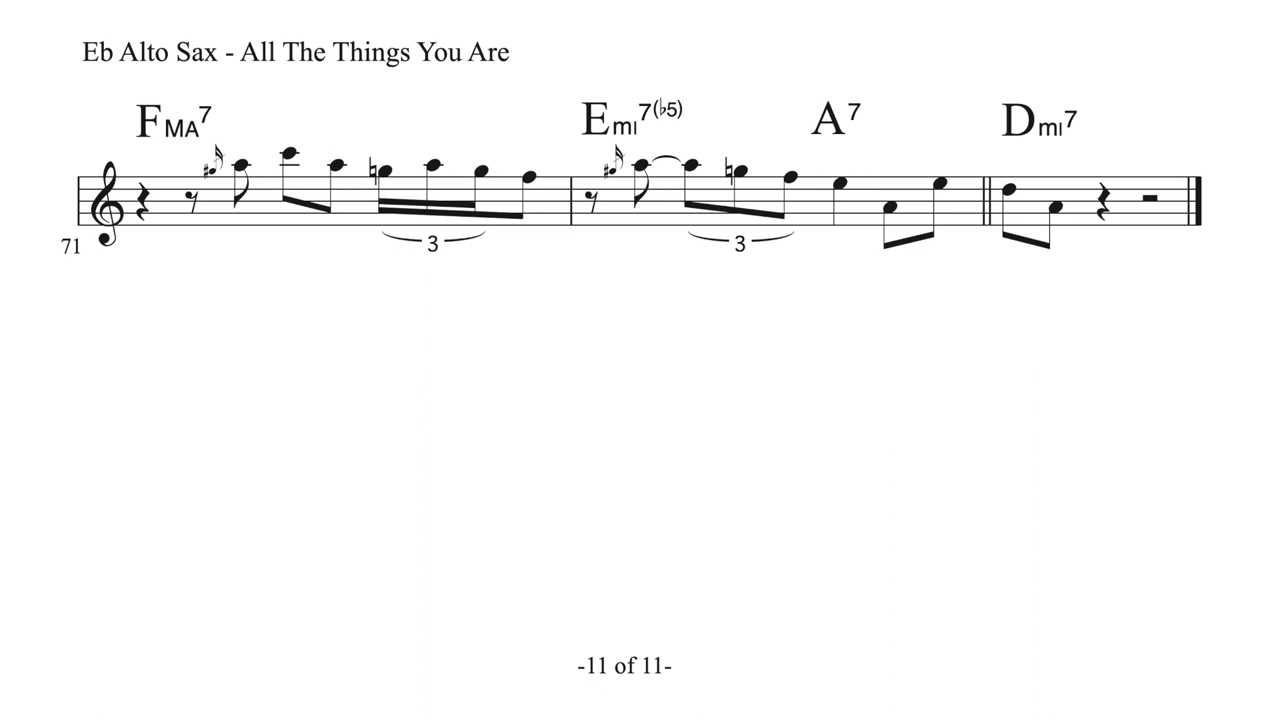 Eb Alto Sax - All The Things You Are
FMA7 Emi7(♭5) A7 Dmi7
71
3 3
-11 of 11-